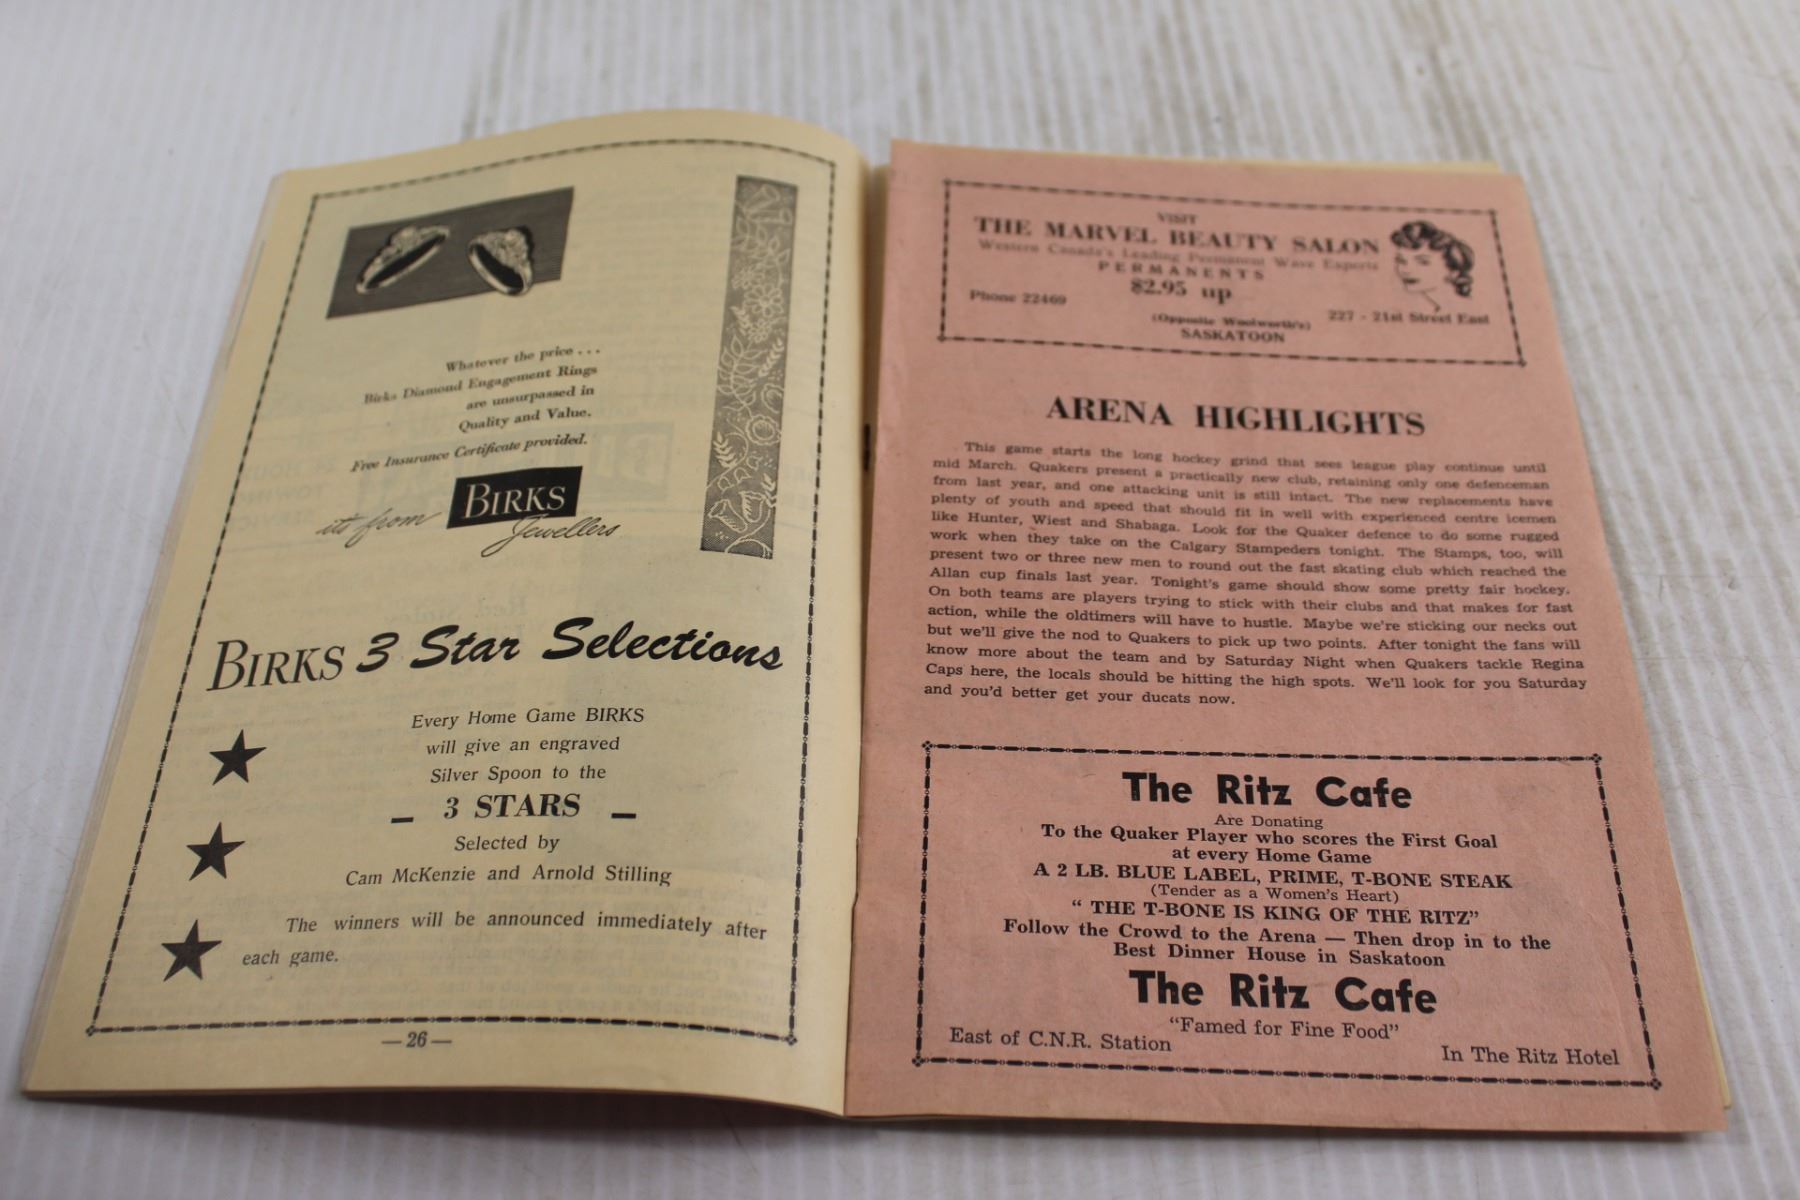 Whatever the price . . .
Birks Diamond Engagement Rings
are unsurpassed in
Quality and Value.
Free Insurance Certificate provided.
it's from BIRKS
Jewellers
BIRKS 3 Star Selections
Every Home Game BIRKS
will give an engraved
Silver Spoon to the
— 3 STARS —
Selected by
Cam McKenzie and Arnold Stilling
The winners will be announced immediately after
each game.
—26—
VISIT
THE MARVEL BEAUTY SALON
Western Canada's Leading Permanent Wave Experts
PERMANENTS
$2.95 up
Phone 22469
227 - 21st Street East
(Opposite Woolworth's)
SASKATOON
ARENA HIGHLIGHTS
This game starts the long hockey grind that sees league play continue until
mid March. Quakers present a practically new club, retaining only one defenceman
from last year, and one attacking unit is still intact. The new replacements have
plenty of youth and speed that should fit in well with experienced centre icemen
like Hunter, Wiest and Shabaga. Look for the Quaker defence to do some rugged
work when they take on the Calgary Stampeders tonight. The Stamps, too, will
present two or three new men to round out the fast skating club which reached the
Allan cup finals last year. Tonight's game should show some pretty fair hockey.
On both teams are players trying to stick with their clubs and that makes for fast
action, while the oldtimers will have to hustle. Maybe we're sticking our necks out
but we'll give the nod to Quakers to pick up two points. After tonight the fans will
know more about the team and by Saturday Night when Quakers tackle Regina
Caps here, the locals should be hitting the high spots. We'll look for you Saturday
and you'd better get your ducats now.
The Ritz Cafe
Are Donating
To the Quaker Player who scores the First Goal
at every Home Game
A 2 LB. BLUE LABEL, PRIME, T-BONE STEAK
(Tender as a Women's Heart)
" THE T-BONE IS KING OF THE RITZ"
Follow the Crowd to the Arena — Then drop in to the
Best Dinner House in Saskatoon
The Ritz Cafe
"Famed for Fine Food"
East of C.N.R. Station
In The Ritz Hotel